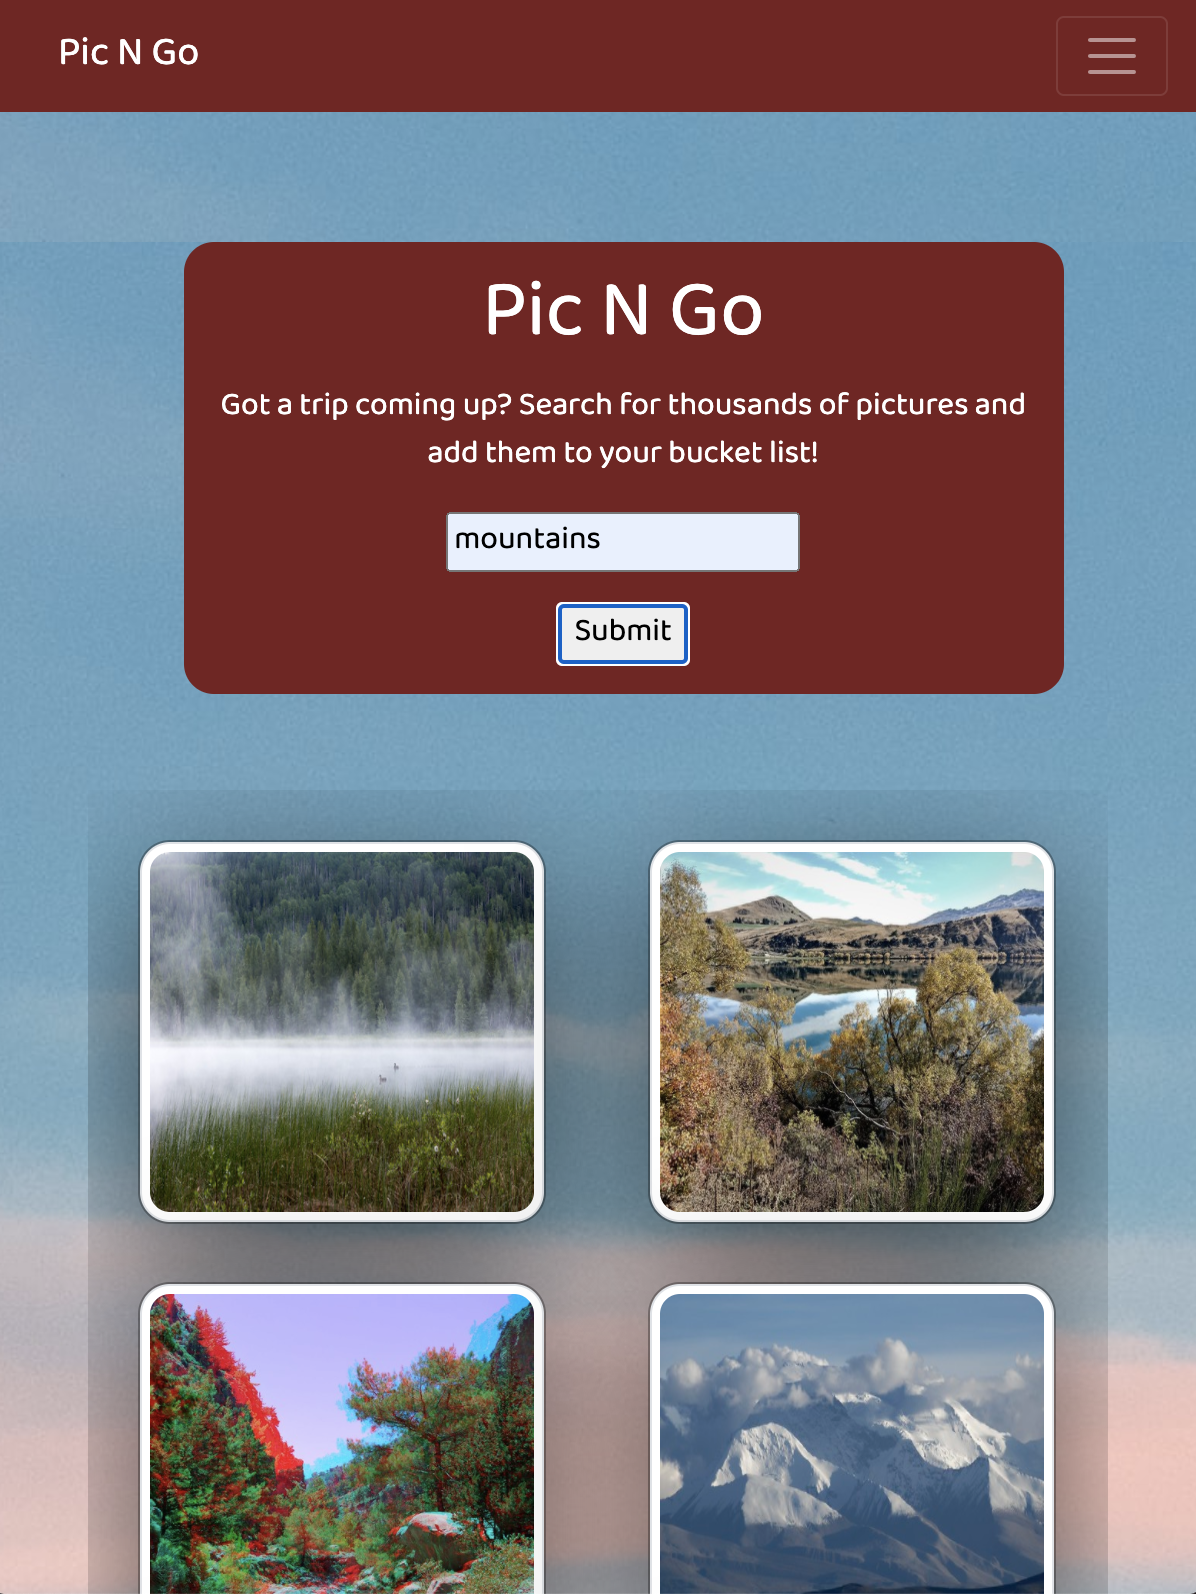 Pic N Go
Pic N Go
Got a trip coming up? Search for thousands of pictures and
add them to your bucket list!
mountains
Submit